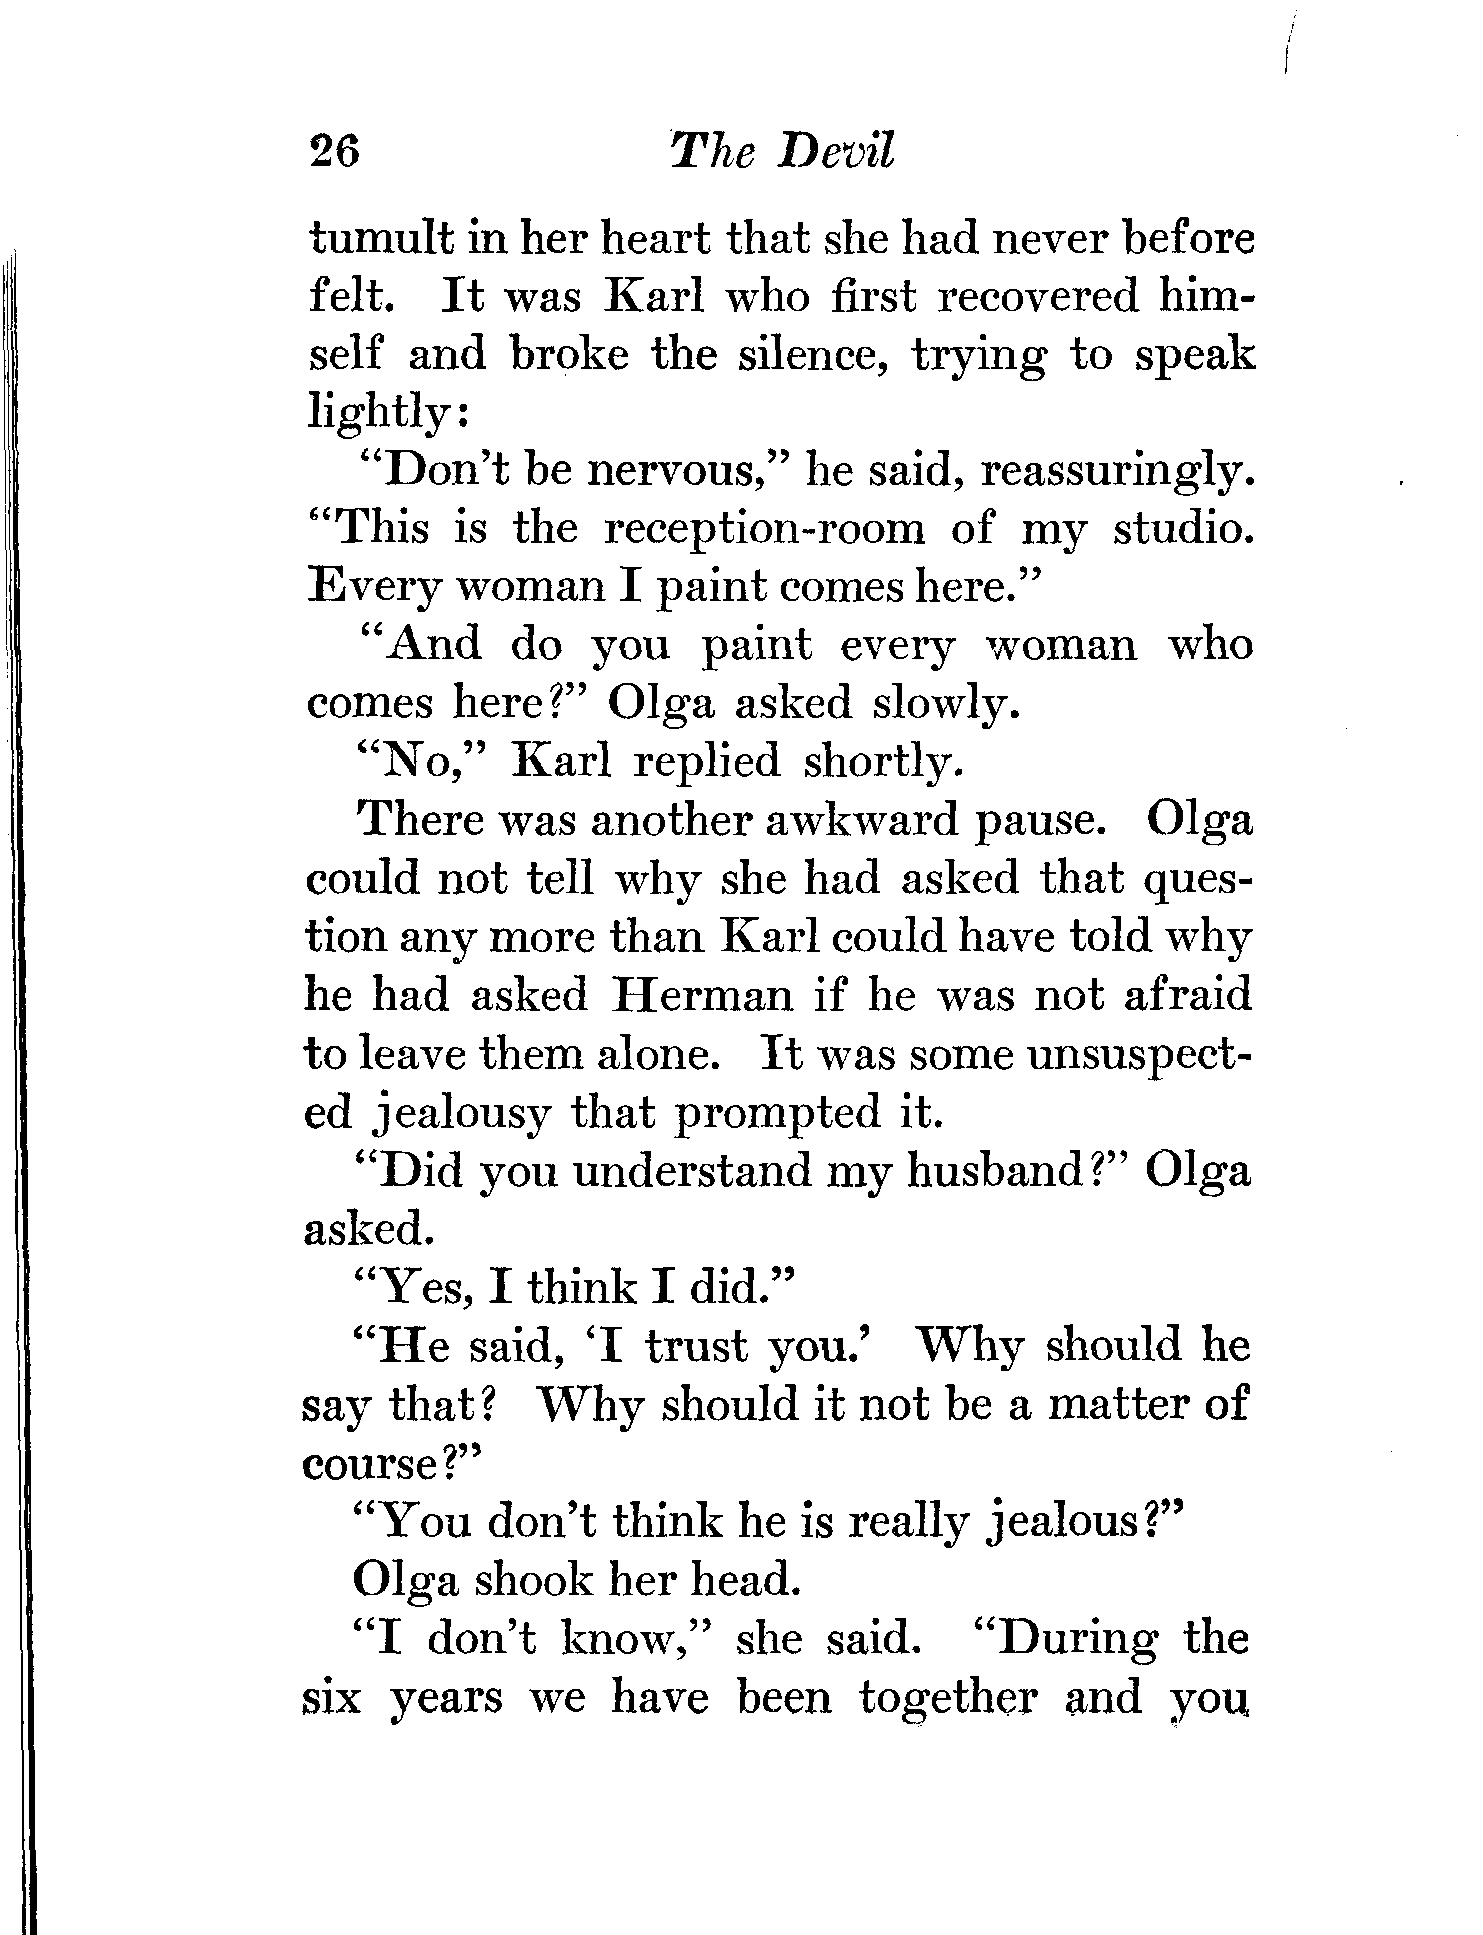 26 The Devil
tumult in her heart that she had never before
felt. It was Karl who first recovered him-
self and broke the silence, trying to speak
lightly:
“Don’t be nervous,” he said, reassuringly.
“This is the reception-room of my studio.
Every woman I paint comes here.”
“And do you paint every woman who
comes here?” Olga asked slowly.
“No,” Karl replied shortly.
There was another awkward pause. Olga
could not tell why she had asked that ques-
tion any more than Karl could have told why
he had asked Herman if he was not afraid
to leave them alone. It was some unsuspect-
ed jealousy that prompted it.
“Did you understand my husband?” Olga
asked.
“Yes, I think I did.”
“He said, ‘I trust you.’ Why should he
say that? Why should it not be a matter of
course?”
“You don’t think he is really jealous?”
Olga shook her head.
“I don’t know,” she said. “During the
six years we have been together and you